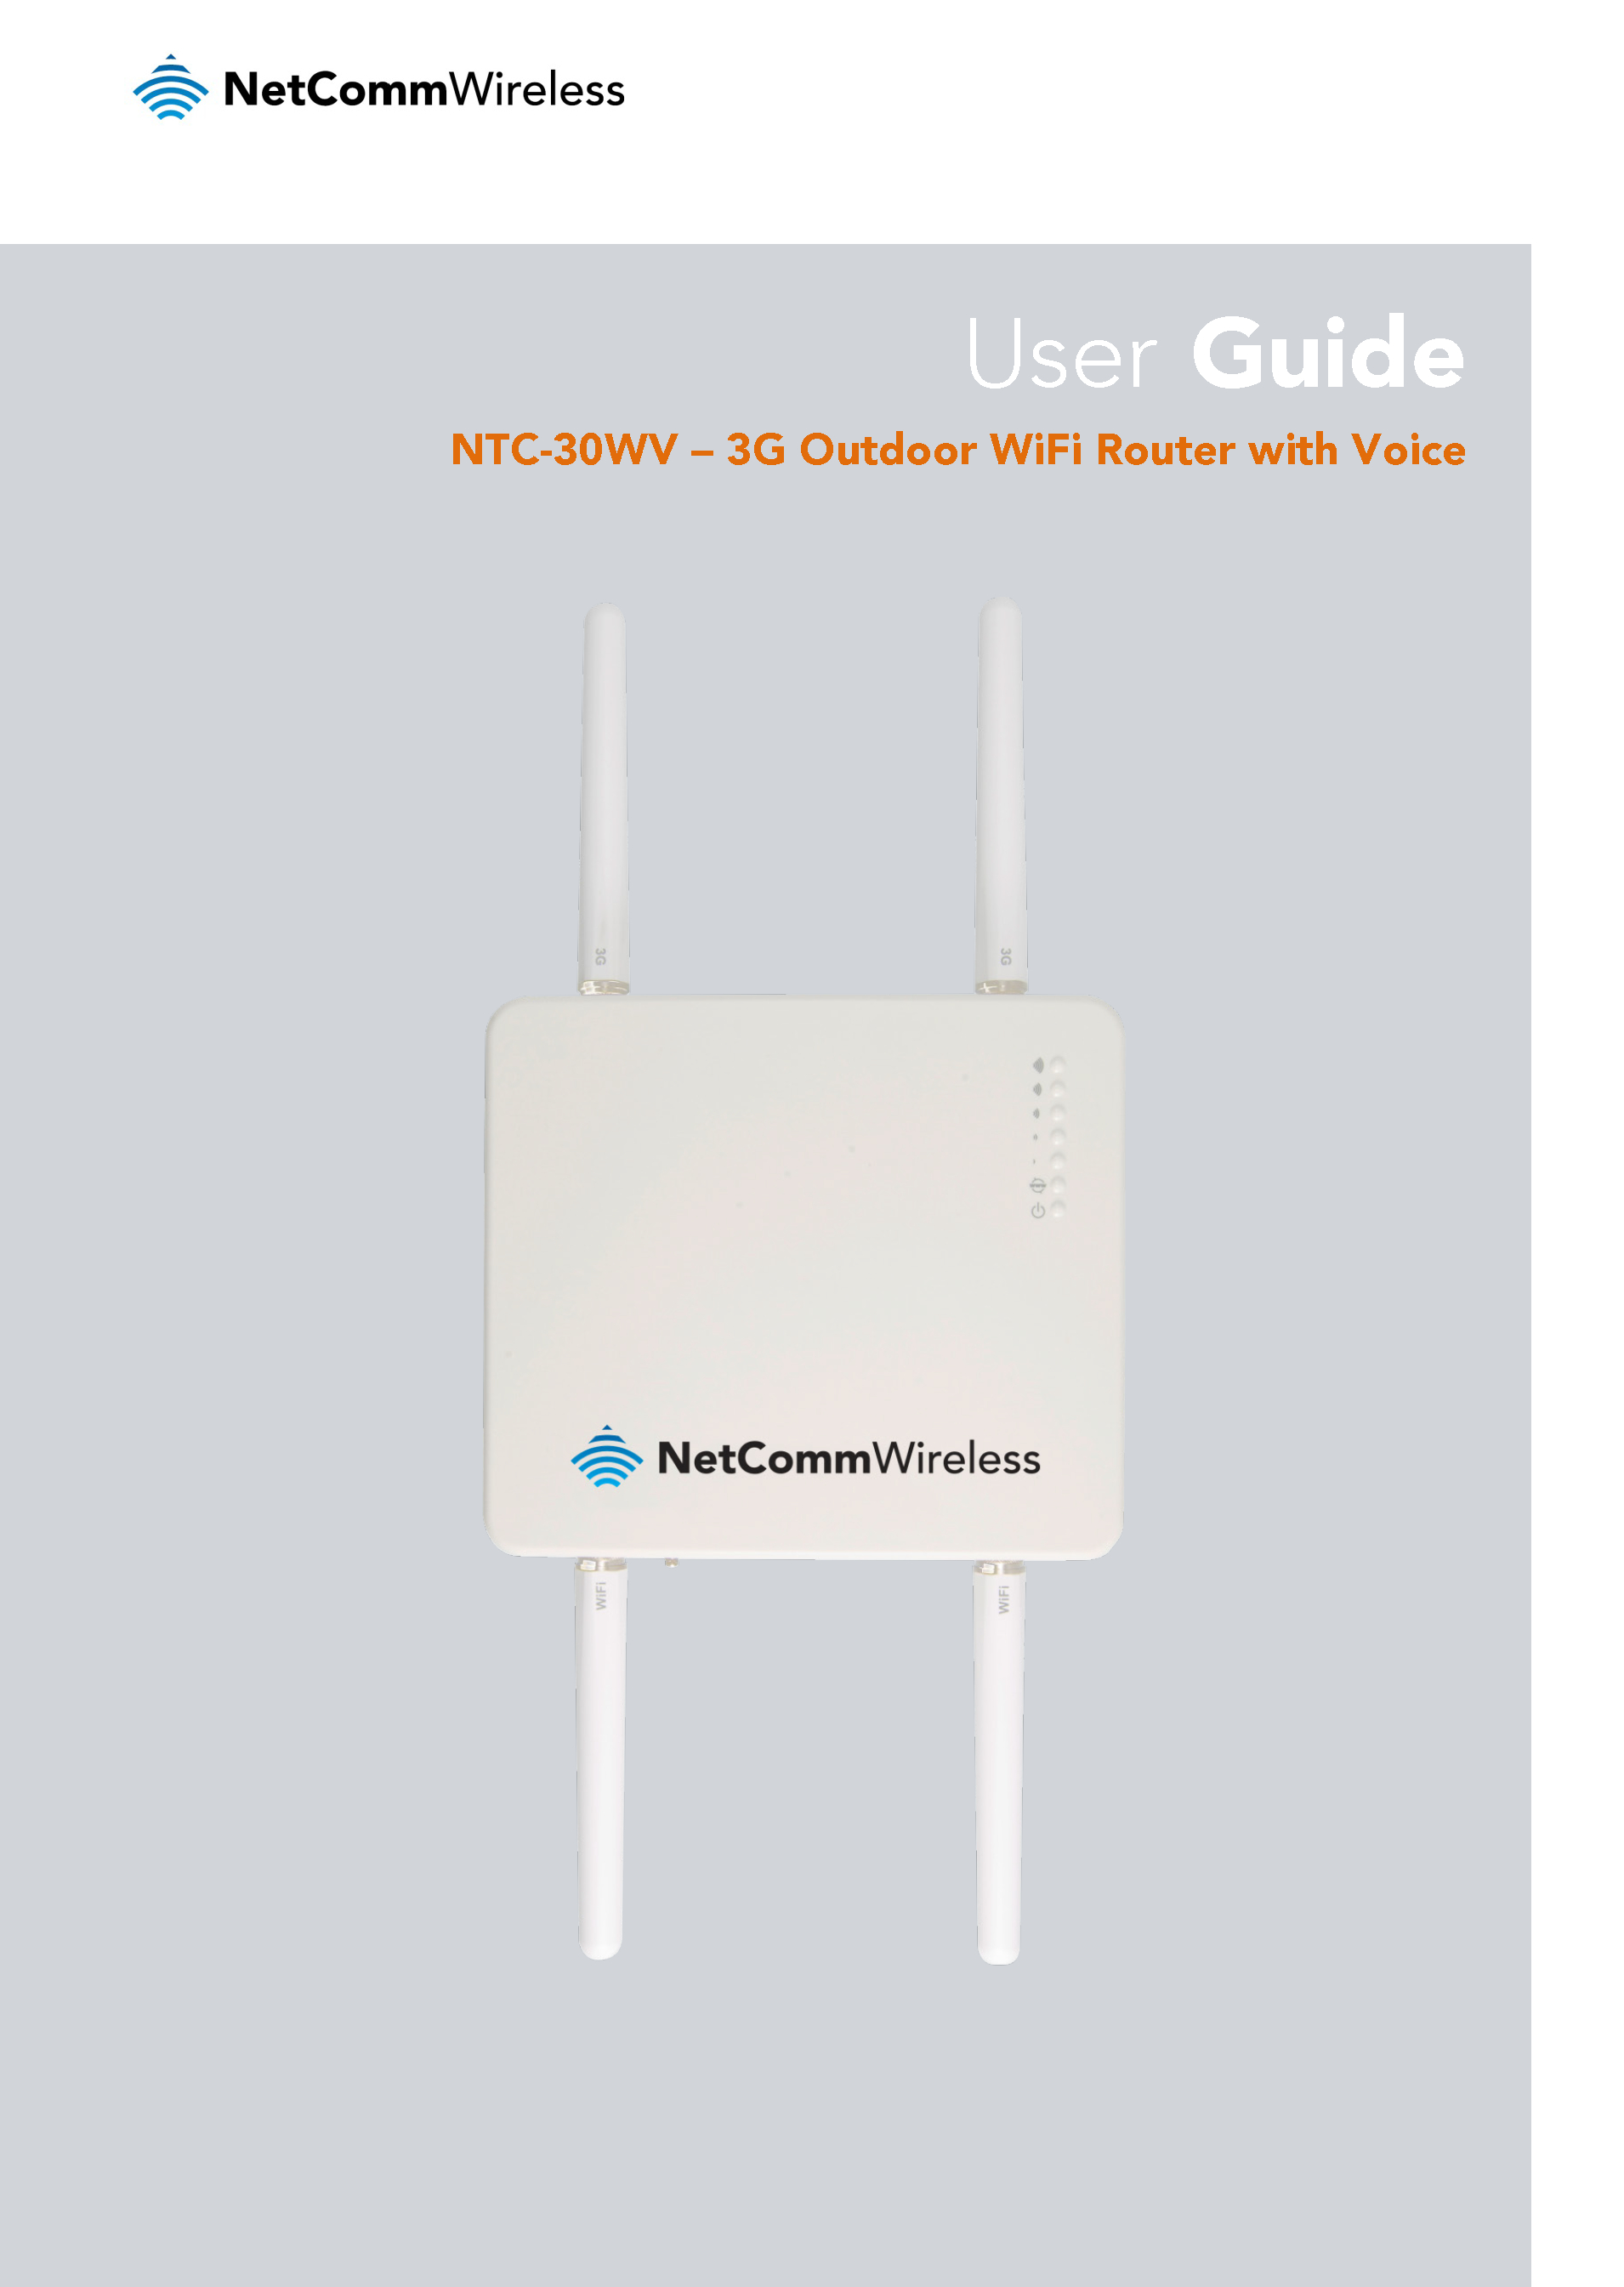 NetCommWireless
User Guide
NTC-30WV – 3G Outdoor WiFi Router with Voice
3G
3G
NetCommWireless
WiFi
WiFi